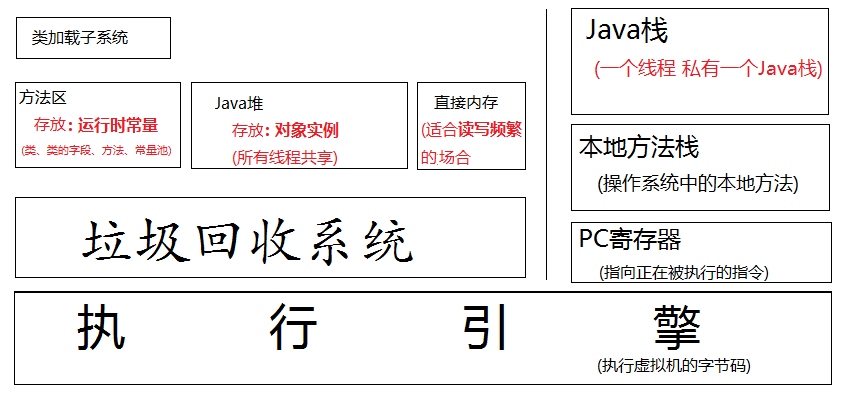 类加载子系统
方法区
存放：运行时常量
(类、类的字段、方法、常量池)
Java堆
存放：对象实例
(所有线程共享)
直接内存
(适合读写频繁
的场合
垃圾回收系统
Java栈
(一个线程 私有一个Java栈)
本地方法栈
(操作系统中的本地方法)
PC寄存器
(指向正在被执行的指令)
执 行 引 擎
(执行虚拟机的字节码)